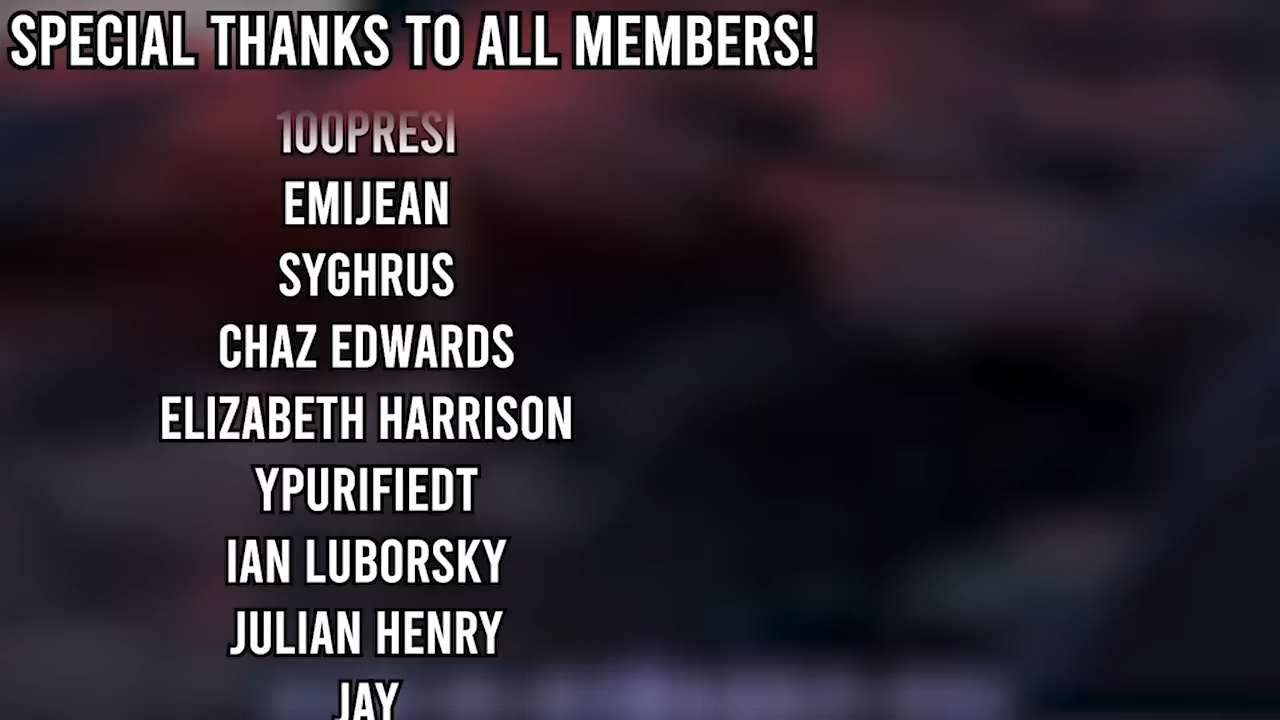 SPECIAL THANKS TO ALL MEMBERS!
100PRESI
EMIJEAN
SYGHRUS
CHAZ EDWARDS
ELIZABETH HARRISON
YPURIFIEDT
IAN LUBORSKY
JULIAN HENRY
JAY